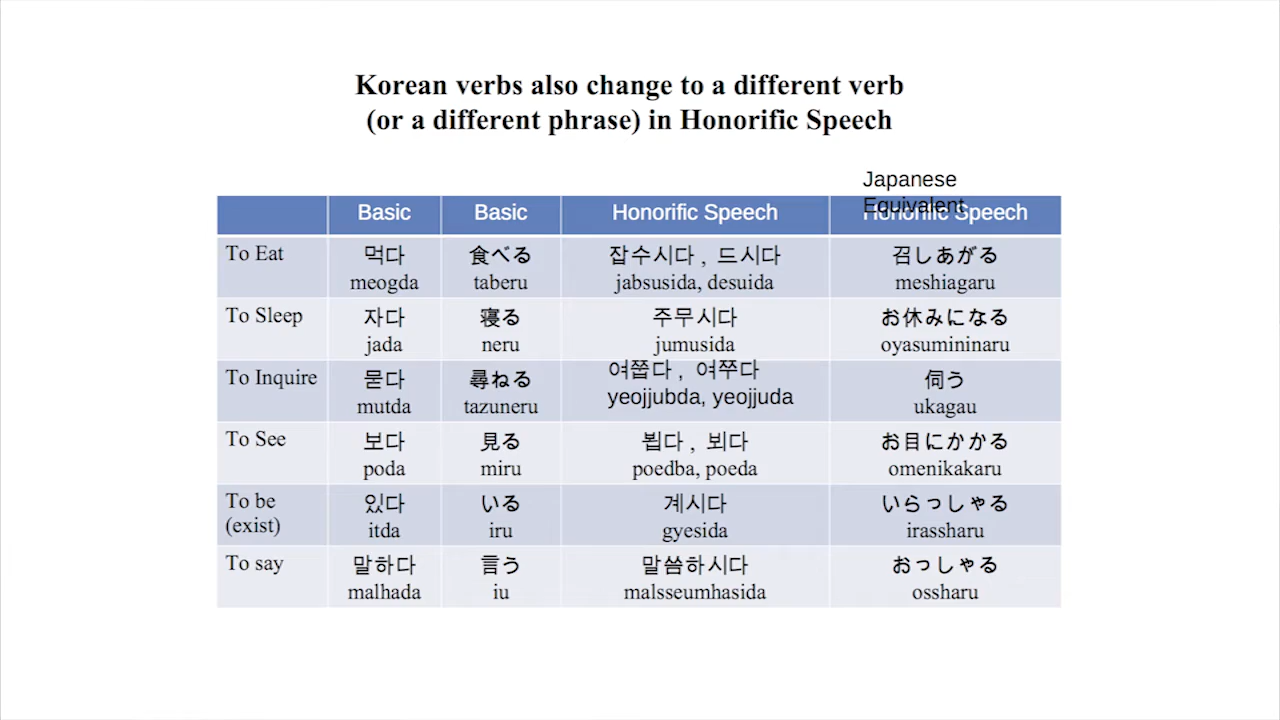 Korean verbs also change to a different verb
(or a different phrase) in Honorific Speech
Japanese
Equivalent
Basic Basic Honorific Speech Honorific Speech
To Eat 먹다 食べる 잡수시다 , 드시다 召しあがる
meogda taberu jabsusida, desuida meshiagaru
To Sleep 자다 寝る 주무시다 お休みになる
jada neru jumusida oyasumininaru
To Inquire 묻다 尋ねる 여쭙다 , 여쭈다 伺う
mutda tazuneru yeojjubda, yeojjuda ukagau
To See 보다 見る 뵙다 , 뵈다 お目にかかる
poda miru poedba, poeda omenikakaru
To be 있다 いる 계시다 いらっしゃる
(exist) itda iru gyesida irassharu
To say 말하다 言う 말씀하시다 おっしゃる
malhada iu malsseumhasida ossharu